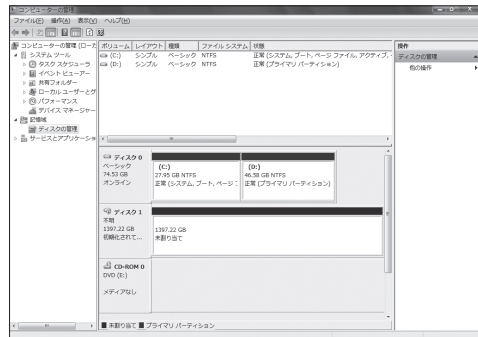 コンピューターの管理
ファイル(F) 操作(A) 表示(V) ヘルプ(H)
コンピューターの管理 (ローカ
システム ツール
タスク スケジューラ
イベント ビューアー
共有フォルダー
ローカル ユーザーとグ
パフォーマンス
デバイス マネージャー
記憶域
ディスクの管理
サービスとアプリケーショ
ボリューム レイアウト 種類 ファイル システム 状態
(C:) シンプル ベーシック NTFS 正常 (システム, ブート, ページ ファイル, アクティブ,
(D:) シンプル ベーシック NTFS 正常 (プライマリ パーティション)
ディスク 0
ベーシック
74.53 GB
オンライン
(C:)
27.95 GB NTFS
正常 (システム, ブート, ページ
(D:)
46.58 GB NTFS
正常 (プライマリ パーティション)
ディスク 1
不明
1397.22 GB
初期化されて...
1397.22 GB
未割り当て
CD-ROM 0
DVD (E:)
メディアなし
未割り当て プライマリ パーティション
操作
ディスクの管理
他の操作